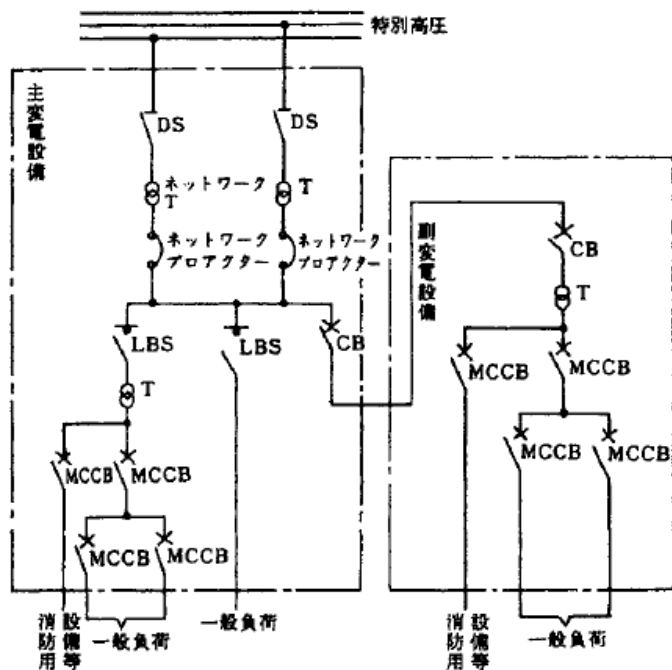 特別高圧
主変電設備
DS
DS
ネットワーク
T
T
ネットワーク
プロアクター
ネットワーク
プロアクター
副変電設備
CB
T
LBS
LBS
CB
T
MCCB
MCCB
MCCB
MCCB
MCCB
MCCB
MCCB
MCCB
消防用
設備等
一般負荷
一般負荷
消防用
設備等
一般負荷